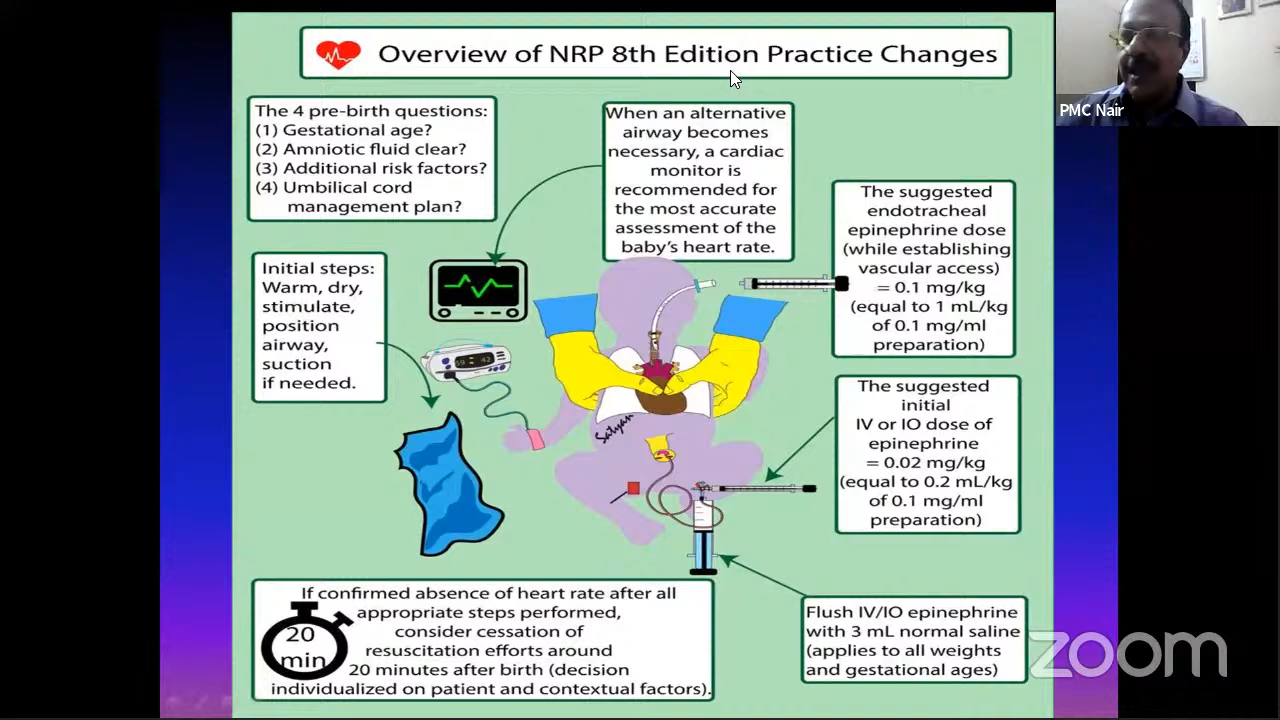 Overview of NRP 8th Edition Practice Changes
PMC Nair
The 4 pre-birth questions:
(1) Gestational age?
(2) Amniotic fluid clear?
(3) Additional risk factors?
(4) Umbilical cord
management plan?
When an alternative
airway becomes
necessary, a cardiac
monitor is
recommended for
the most accurate
assessment of the
baby's heart rate.
The suggested
endotracheal
epinephrine dose
(while establishing
vascular access)
= 0.1 mg/kg
(equal to 1 mL/kg
of 0.1 mg/ml
preparation)
Initial steps:
Warm, dry,
stimulate,
position
airway,
suction
if needed.
59 42
Satyan
The suggested
initial
IV or IO dose of
epinephrine
= 0.02 mg/kg
(equal to 0.2 mL/kg
of 0.1 mg/ml
preparation)
If confirmed absence of heart rate after all
appropriate steps performed,
consider cessation of
resuscitation efforts around
20 minutes after birth (decision
individualized on patient and contextual factors).
20
min
Flush IV/IO epinephrine
with 3 mL normal saline
(applies to all weights
and gestational ages)
zoom